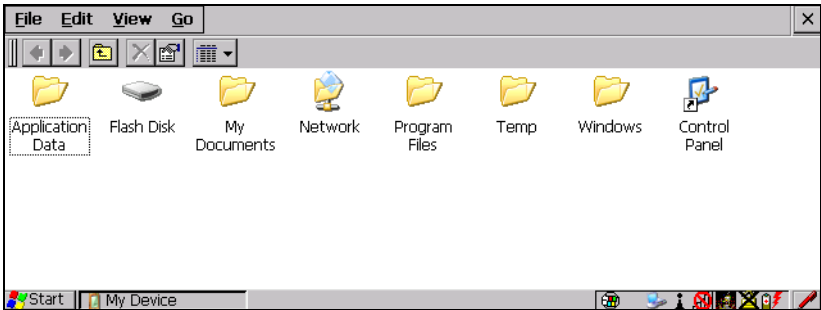 File Edit View Go
Application Data
Flash Disk
My Documents
Network
Program Files
Temp
Windows
Control Panel
Start My Device